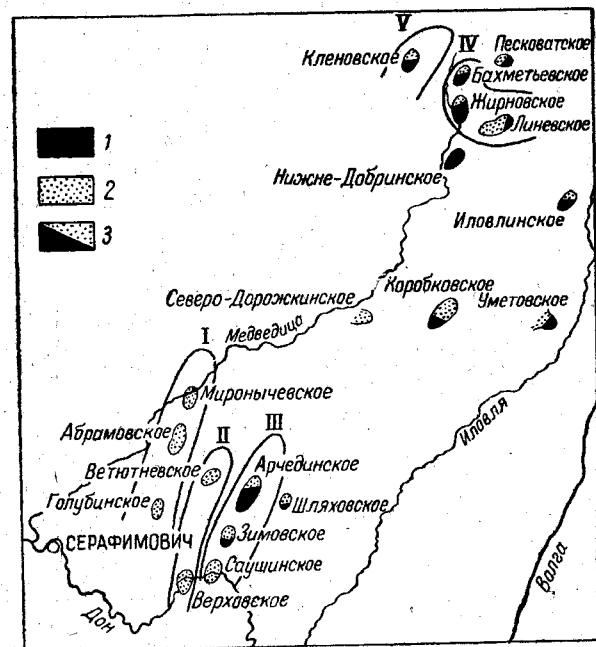 V
IV
Песковатское
Кленовское
Бахметьевское
Жирновское
Линевское
1
2
3
Нижне-Добринское
Иловлинское
Коробковское
Северо-Дорожкинское
Уметовское
Медведица
I
Миронычевское
Иловля
II
III
Абрамовское
Арчединское
Ветютневское
Голубинское
Шляховское
Зимовское
СЕРАФИМОВИЧ
Саушинское
Верховское
Дон
Волга